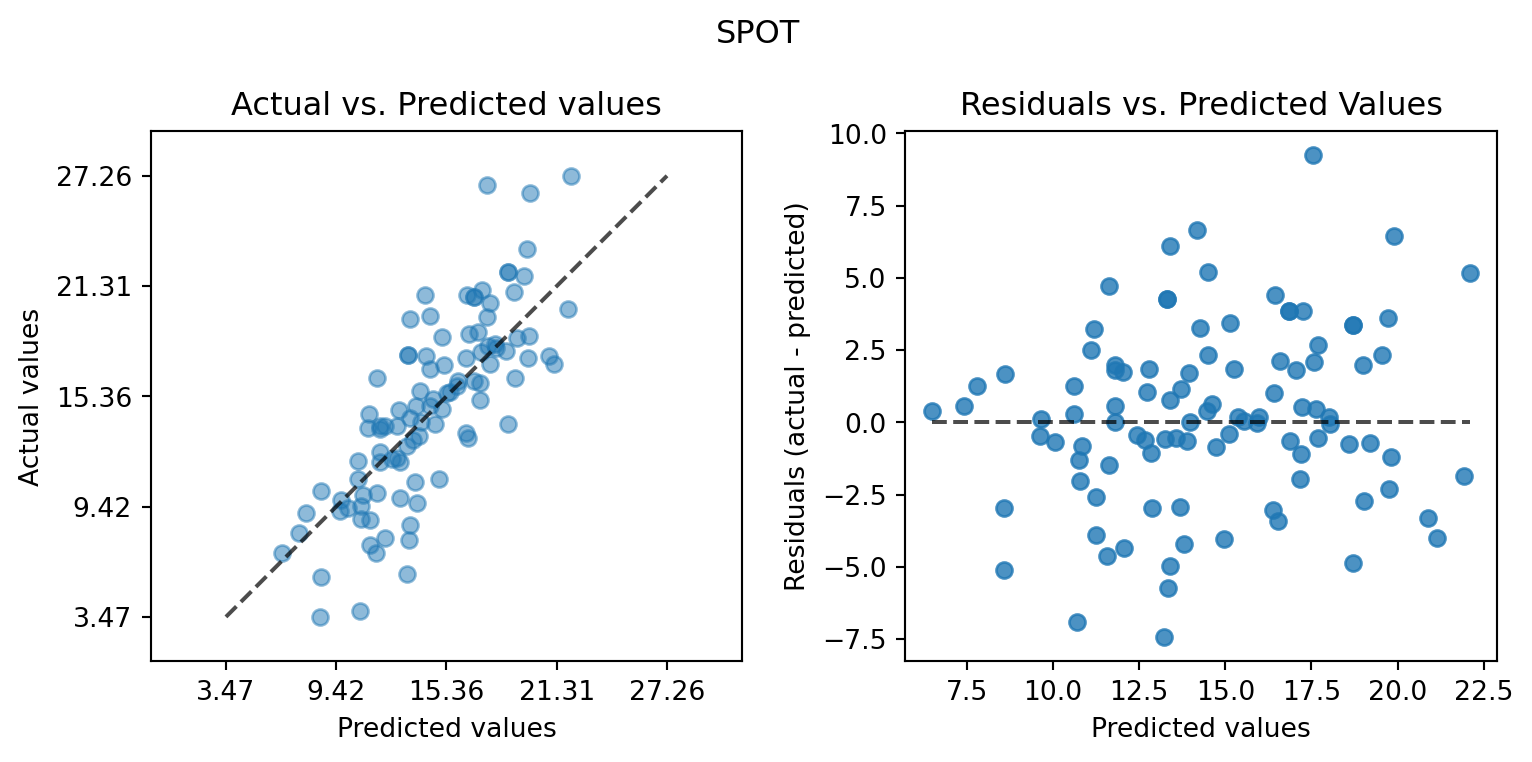 SPOT
Actual vs. Predicted values
27.26
21.31
15.36
9.42
3.47
Actual values
3.47 9.42 15.36 21.31 27.26
Predicted values
Residuals vs. Predicted Values
10.0
7.5
5.0
2.5
0.0
−2.5
−5.0
−7.5
Residuals (actual - predicted)
7.5 10.0 12.5 15.0 17.5 20.0 22.5
Predicted values